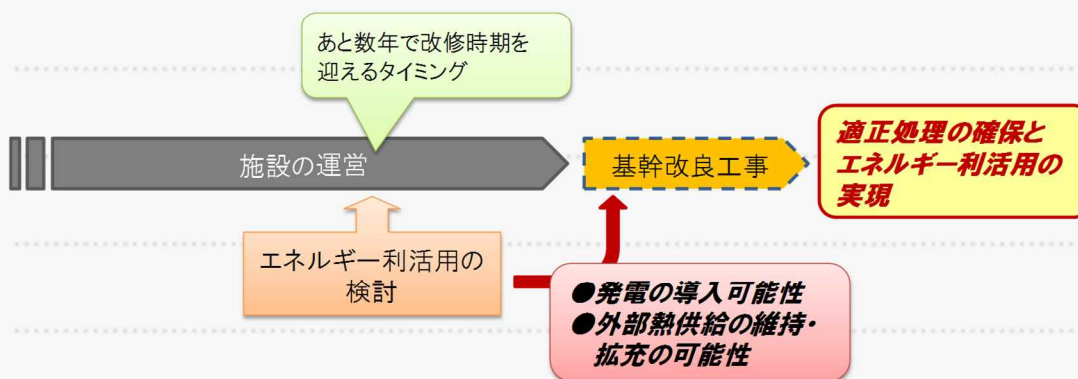 あと数年で改修時期を
迎えるタイミング
施設の運営
基幹改良工事
適正処理の確保と
エネルギー利活用の
実現
エネルギー利活用の
検討
●発電の導入可能性
●外部熱供給の維持・
拡充の可能性